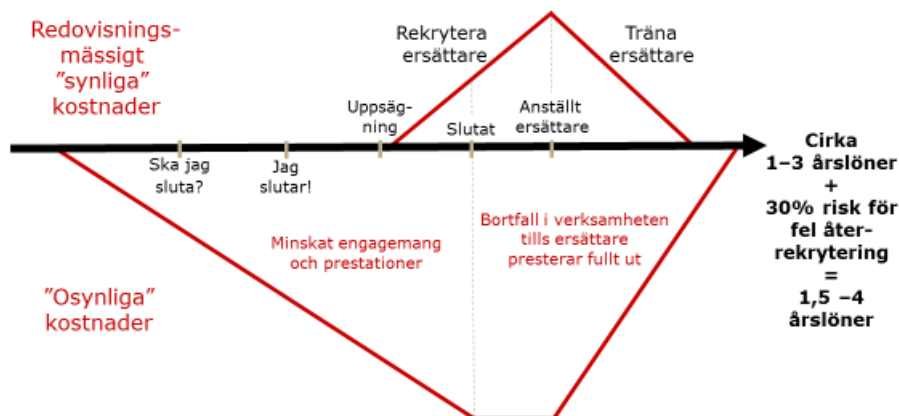 Redovisnings-
mässigt
"synliga"
kostnader
Rekrytera
ersättare
Träna
ersättare
Uppsäg-
ning
Slutat
Anställt
ersättare
Ska jag
sluta?
Jag
slutar!
Minskat engagemang
och prestationer
Bortfall i verksamheten
tills ersättare
presterar fullt ut
"Osynliga"
kostnader
Cirka
1–3 årslöner
+
30% risk för
fel åter-
rekrytering
=
1,5 –4
årslöner